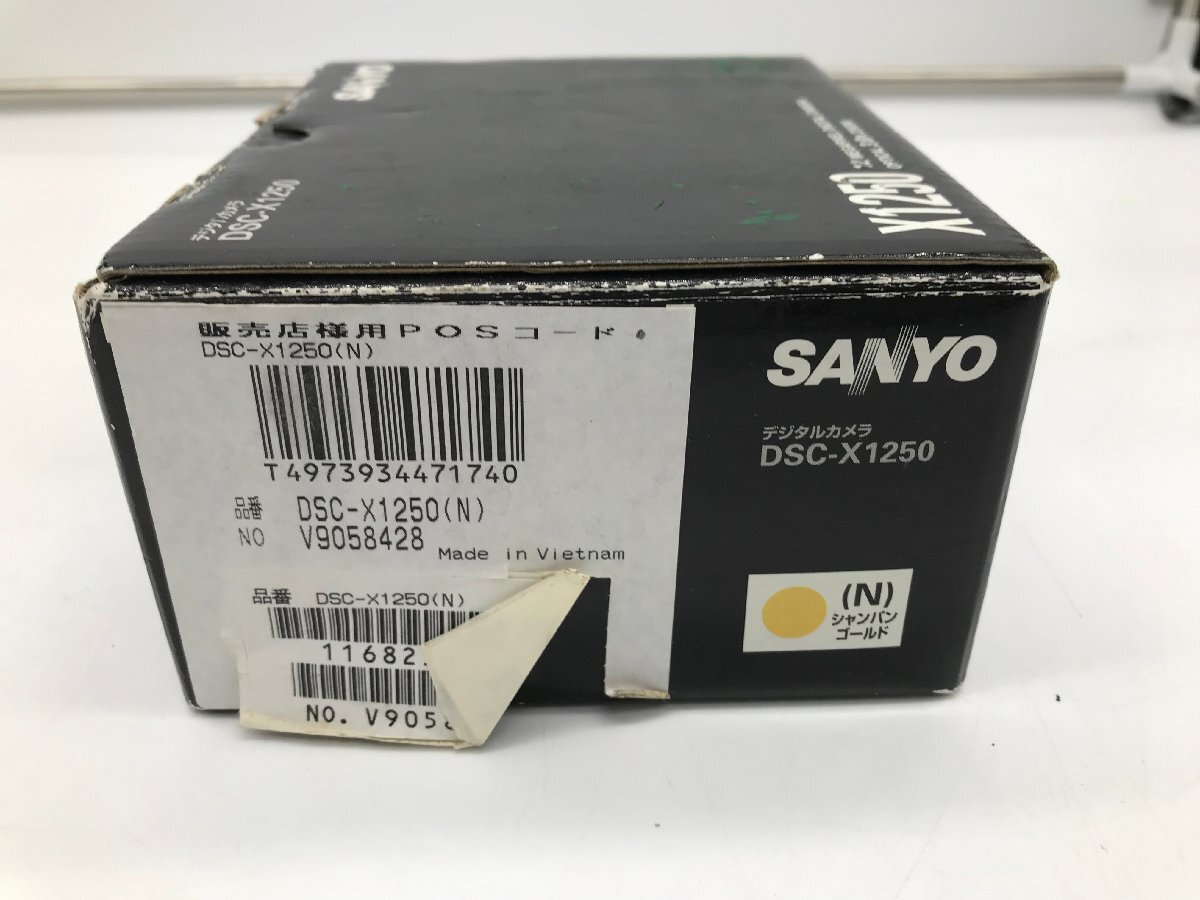 SANYO
デジタルカメラ
DSC-X1250
X1250
販売店様用POSコード
DSC-X1250(N)
T4973934471740
品番 DSC-X1250(N)
NO V9058428
Made in Vietnam
品番 DSC-X1250(N)
11682
NO. V905
SANYO
デジタルカメラ
DSC-X1250
(N)
シャンパン
ゴールド